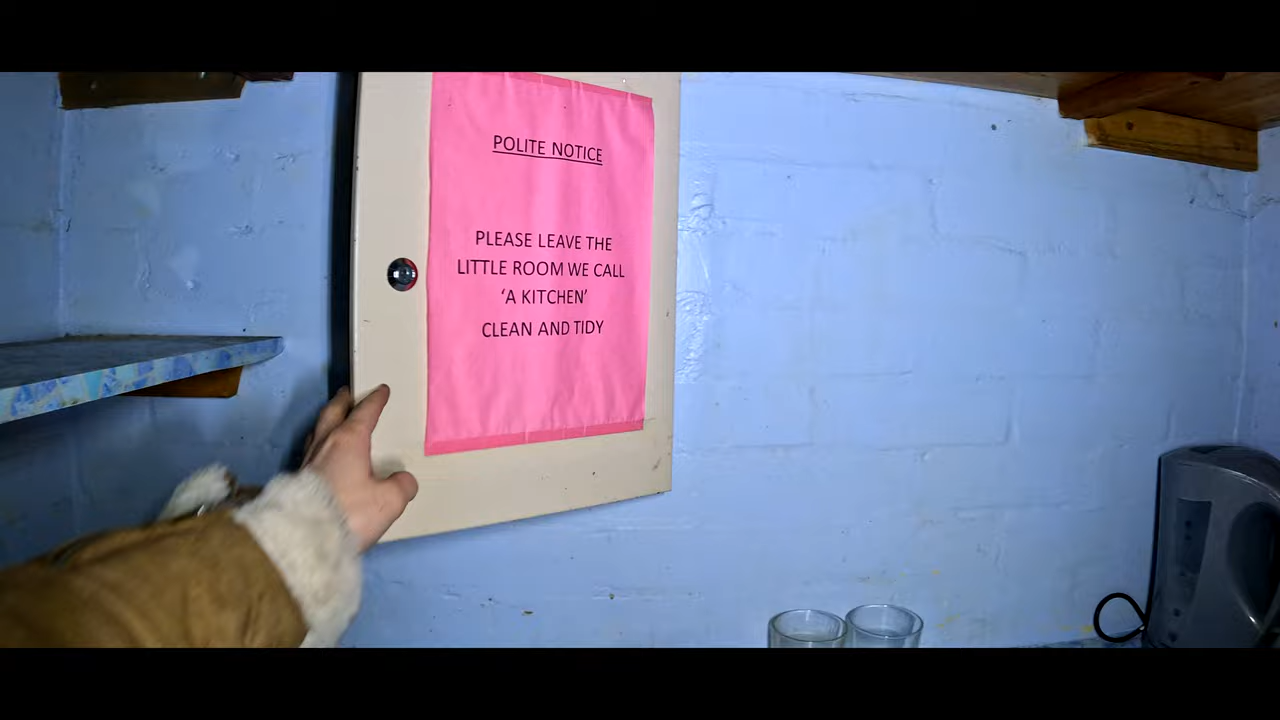 POLITE NOTICE
PLEASE LEAVE THE
LITTLE ROOM WE CALL
‘A KITCHEN’
CLEAN AND TIDY